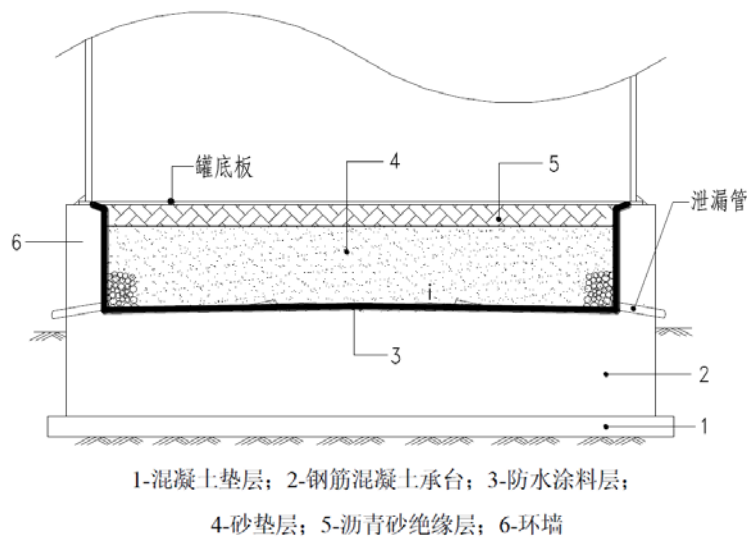 罐底板
4
5
泄漏管
6
i
3
2
1
1-混凝土垫层；2-钢筋混凝土承台；3-防水涂料层；
4-砂垫层；5-沥青砂绝缘层；6-环墙